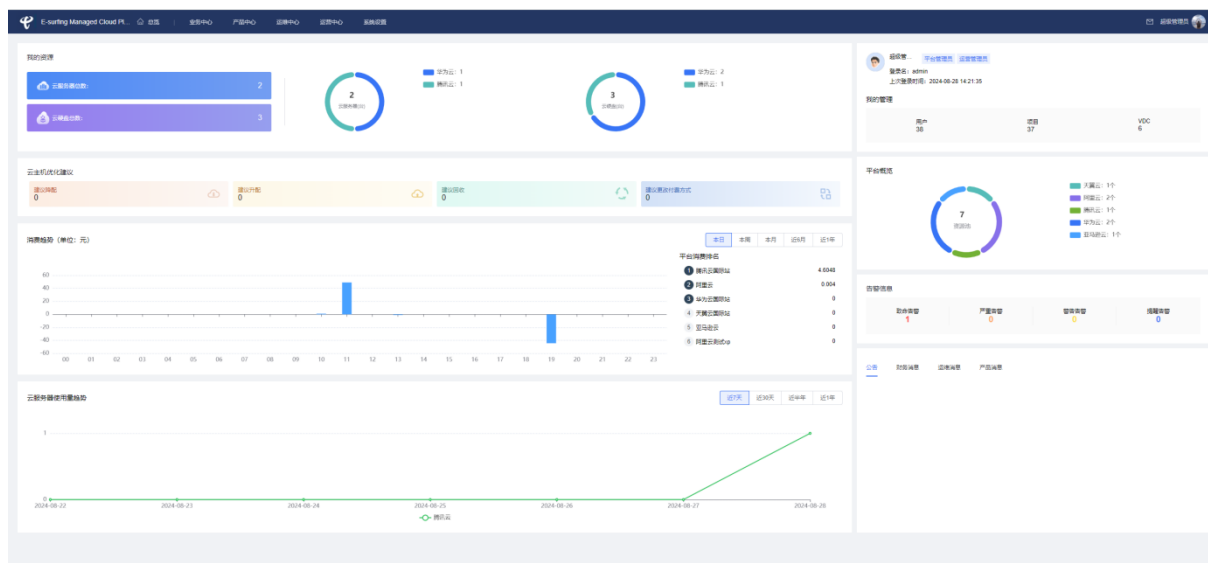 E-surfing Managed Cloud Pl... 总览 业务中心 产品中心 运维中心 运营中心 系统设置 超级管理员
我的资源
云服务器总数: 2
云硬盘总数: 3
2
云服务器(台)
华为云: 1
腾讯云: 1
3
云硬盘(台)
华为云: 2
腾讯云: 1
云主机优化建议
建议降配
0
建议升配
0
建议回收
0
建议更改付费方式
0
消费趋势（单位：元）
本日 本周 本月 近6月 近1年
60
40
20
0
-20
-40
-60
00 01 02 03 04 05 06 07 08 09 10 11 12 13 14 15 16 17 18 19 20 21 22 23
平台消费排名
1 腾讯云国际站 4.6048
2 阿里云 0.004
3 华为云国际站 0
4 天翼云国际站 0
5 亚马逊云 0
6 阿里云测试vp 0
云服务器使用量趋势
近7天 近30天 近半年 近1年
1
0
2024-08-22 2024-08-23 2024-08-24 2024-08-25 2024-08-26 2024-08-27 2024-08-28
腾讯云
超级管.. 平台管理员 运营管理员
登录名: admin
上次登录时间: 2024-08-28 14:21:35
我的管理
用户 项目 VDC
38 37 6
平台概览
7
资源池
天翼云: 1个
阿里云: 2个
腾讯云: 1个
华为云: 2个
亚马逊云: 1个
告警信息
致命告警 严重告警 警告告警 提醒告警
1 0 0 0
公告 财务消息 运维消息 产品消息